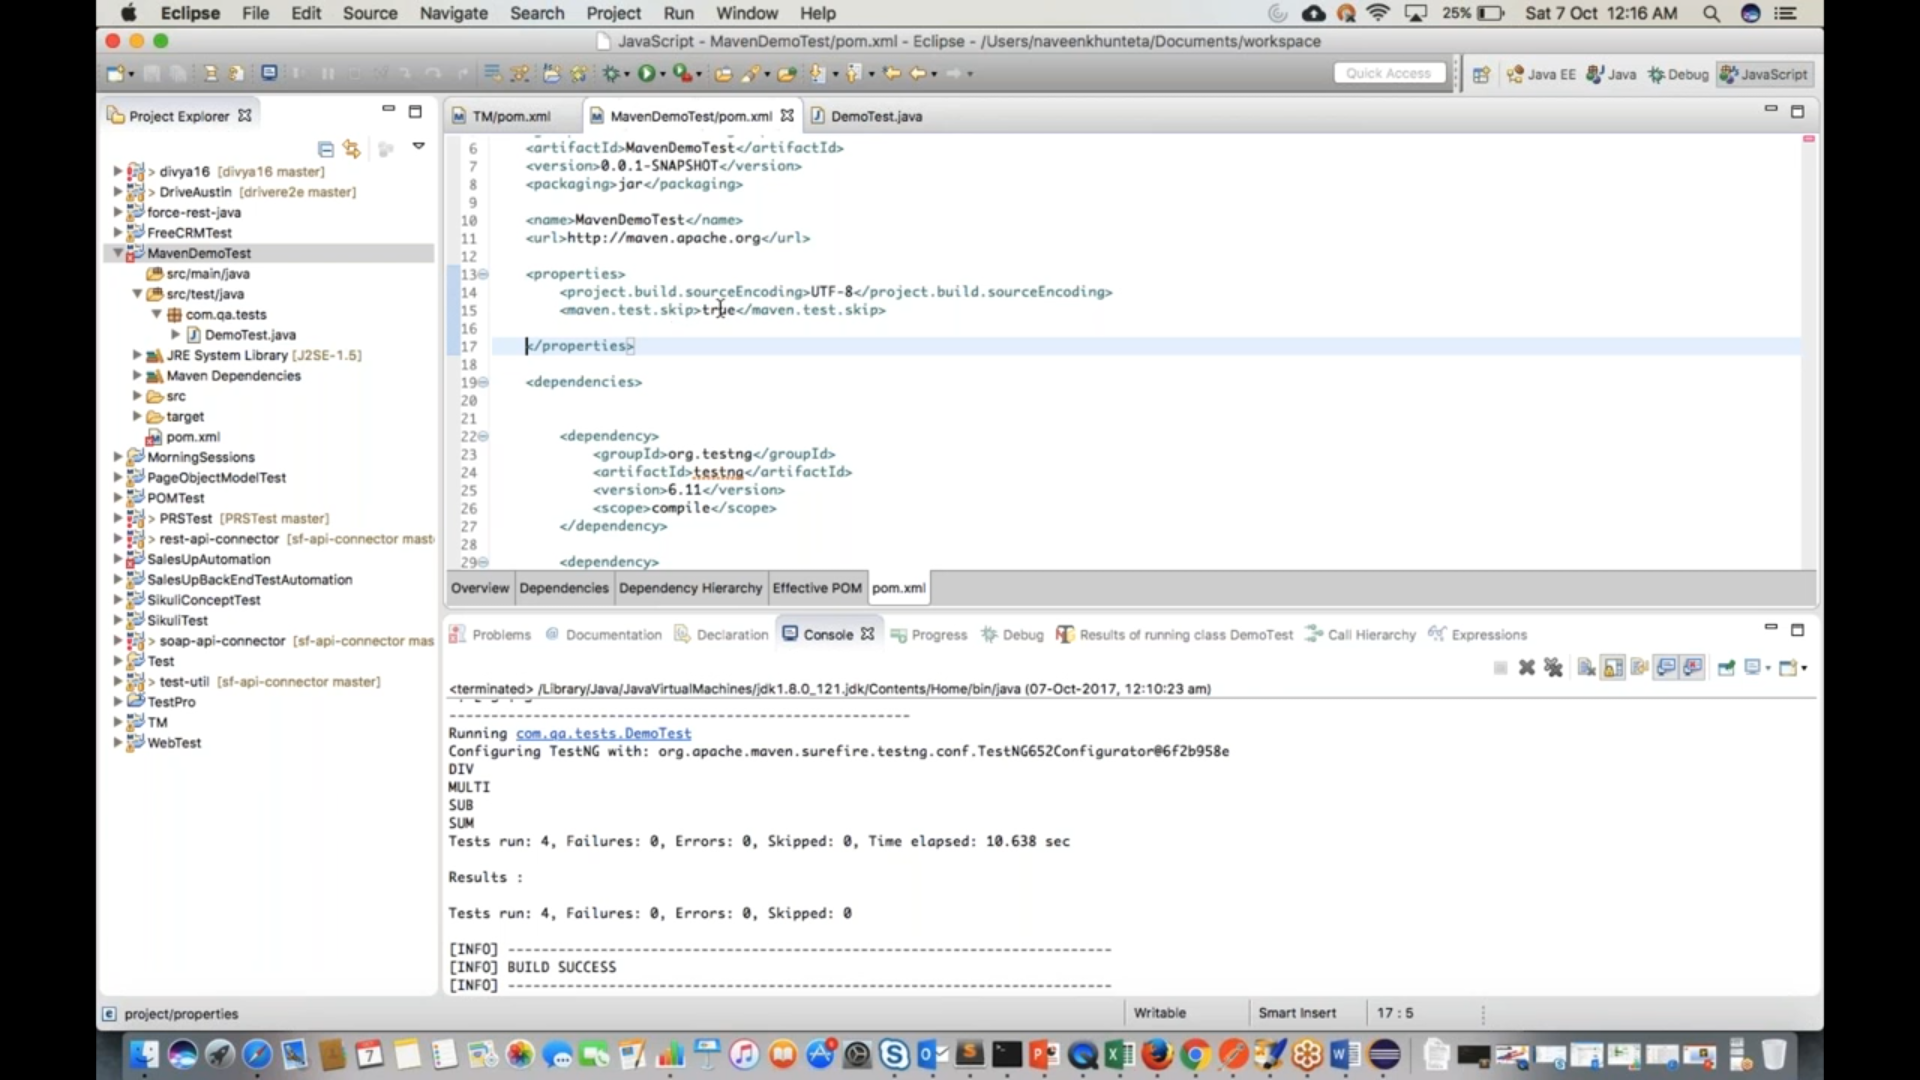 Eclipse File Edit Source Navigate Search Project Run Window Help 25% Sat 7 Oct 12:16 AM
JavaScript - MavenDemoTest/pom.xml - Eclipse - /Users/naveenkhunteta/Documents/workspace
Quick Access Java EE Java Debug JavaScript
Project Explorer
> divya16 [divya16 master]
> DriveAustin [drivere2e master]
force-rest-java
FreeCRMTest
MavenDemoTest
src/main/java
src/test/java
com.qa.tests
DemoTest.java
JRE System Library [J2SE-1.5]
Maven Dependencies
src
target
pom.xml
MorningSessions
PageObjectModelTest
POMTest
> PRSTest [PRSTest master]
> rest-api-connector [sf-api-connector mast
SalesUpAutomation
SalesUpBackEndTestAutomation
SikuliConceptTest
SikuliTest
> soap-api-connector [sf-api-connector mas
Test
> test-util [sf-api-connector master]
TestPro
TM
WebTest
TM/pom.xml MavenDemoTest/pom.xml DemoTest.java
6 <artifactId>MavenDemoTest</artifactId>
7 <version>0.0.1-SNAPSHOT</version>
8 <packaging>jar</packaging>
9
10 <name>MavenDemoTest</name>
11 <url>http://maven.apache.org</url>
12
13 <properties>
14 <project.build.sourceEncoding>UTF-8</project.build.sourceEncoding>
15 <maven.test.skip>true</maven.test.skip>
16
17 </properties>
18
19 <dependencies>
20
21
22 <dependency>
23 <groupId>org.testng</groupId>
24 <artifactId>testng</artifactId>
25 <version>6.11</version>
26 <scope>compile</scope>
27 </dependency>
28
29 <dependency>
Overview Dependencies Dependency Hierarchy Effective POM pom.xml
Problems Documentation Declaration Console Progress Debug Results of running class DemoTest Call Hierarchy Expressions
<terminated> /Library/Java/JavaVirtualMachines/jdk1.8.0_121.jdk/Contents/Home/bin/java (07-Oct-2017, 12:10:23 am)
-------------------------------------------------------
Running com.qa.tests.DemoTest
Configuring TestNG with: org.apache.maven.surefire.testng.conf.TestNG652Configurator@6f2b958e
DIV
MULTI
SUB
SUM
Tests run: 4, Failures: 0, Errors: 0, Skipped: 0, Time elapsed: 10.638 sec
Results :
Tests run: 4, Failures: 0, Errors: 0, Skipped: 0
[INFO] ------------------------------------------------------------------------
[INFO] BUILD SUCCESS
[INFO] ------------------------------------------------------------------------
project/properties Writable Smart Insert 17 : 5
7